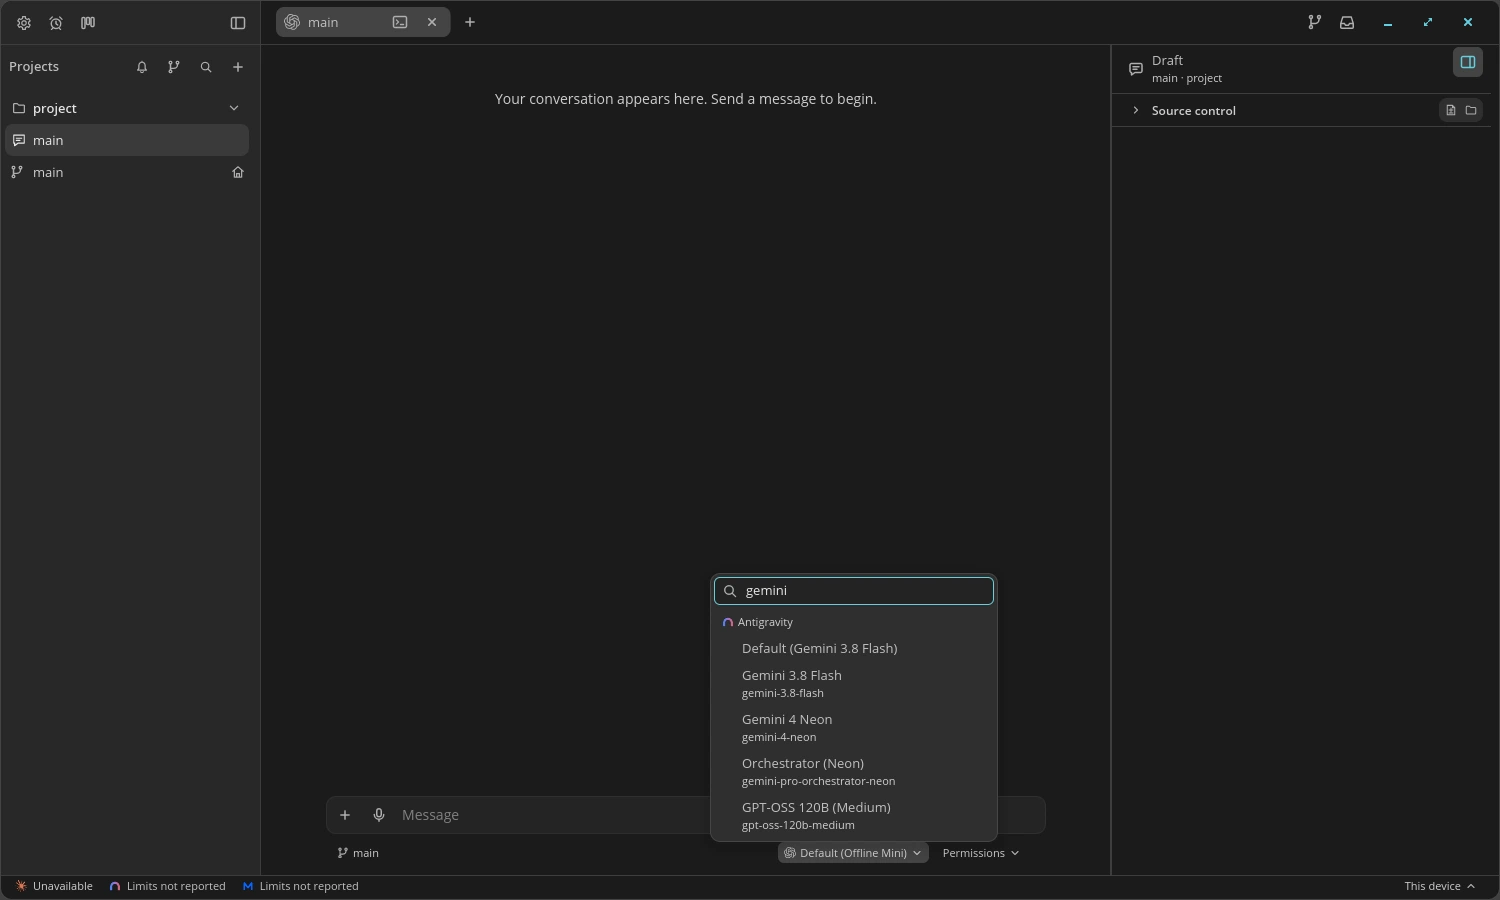 main
Projects
project
main
main
Your conversation appears here. Send a message to begin.
Draft
main · project
Source control
gemini
Antigravity
Default (Gemini 3.8 Flash)
Gemini 3.8 Flash
gemini-3.8-flash
Gemini 4 Neon
gemini-4-neon
Orchestrator (Neon)
gemini-pro-orchestrator-neon
GPT-OSS 120B (Medium)
gpt-oss-120b-medium
Message
main
Default (Offline Mini)
Permissions
Unavailable
Limits not reported
Limits not reported
This device